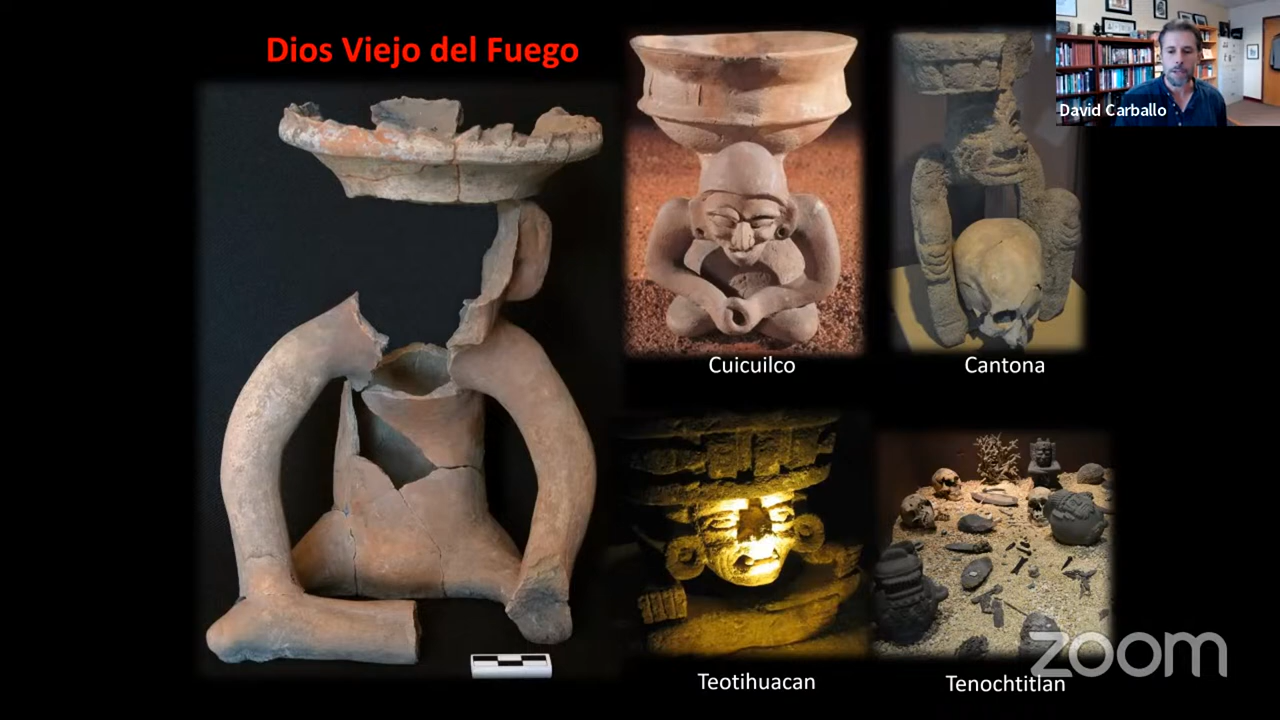 Dios Viejo del Fuego
David Carballo
Cuicuilco
Cantona
Teotihuacan
Tenochtitlan
zoom